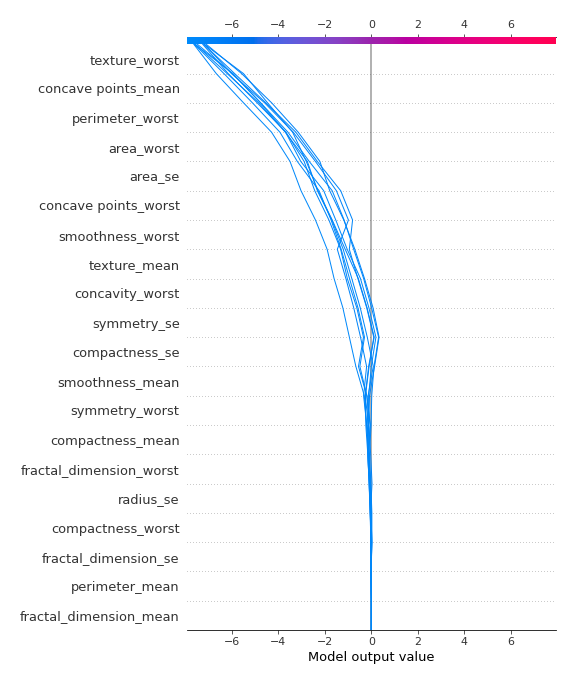 −6 −4 −2 0 2 4 6
texture_worst
concave points_mean
perimeter_worst
area_worst
area_se
concave points_worst
smoothness_worst
texture_mean
concavity_worst
symmetry_se
compactness_se
smoothness_mean
symmetry_worst
compactness_mean
fractal_dimension_worst
radius_se
compactness_worst
fractal_dimension_se
perimeter_mean
fractal_dimension_mean
−6 −4 −2 0 2 4 6
Model output value